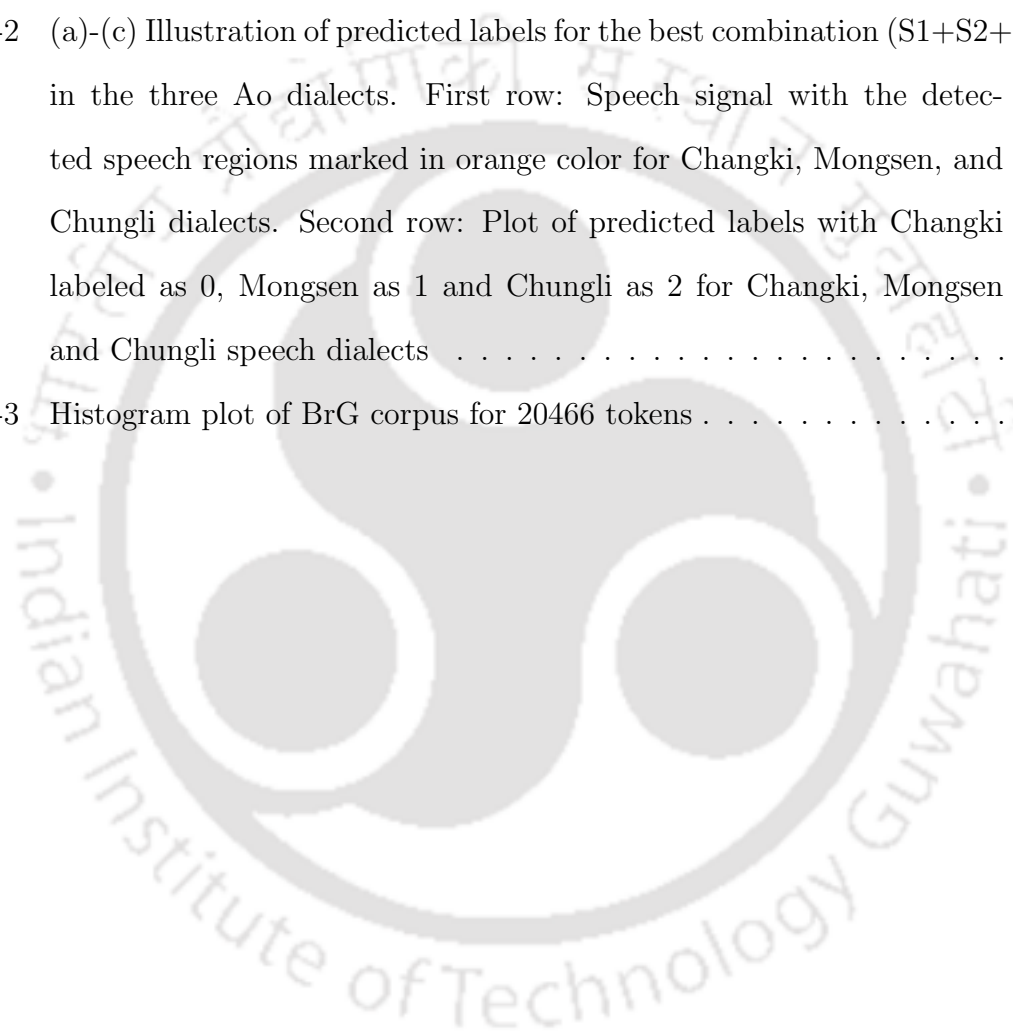 -2 (a)-(c) Illustration of predicted labels for the best combination (S1+S2+
in the three Ao dialects. First row: Speech signal with the detec-
ted speech regions marked in orange color for Changki, Mongsen, and
Chungli dialects. Second row: Plot of predicted labels with Changki
labeled as 0, Mongsen as 1 and Chungli as 2 for Changki, Mongsen
and Chungli speech dialects . . . . . . . . . . . . . . . . . . . . . . .
-3 Histogram plot of BrG corpus for 20466 tokens . . . . . . . . . . . . .
Indian Institute of Technology Guwahati